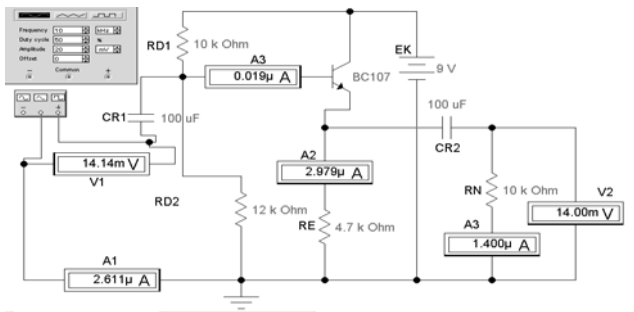 Frequency 10 kHz
Duty cycle 50 %
Amplitude 20 mV
Offset 0
− Common +
− +
RD1 10 k Ohm
A3
0.019µ A
BC107
EK
9 V
CR1 100 uF
100 uF
CR2
14.14m V
V1
RD2
12 k Ohm
A2
2.979µ A
RE 4.7 k Ohm
RN 10 k Ohm
A3
1.400µ A
V2
14.00m V
A1
2.611µ A